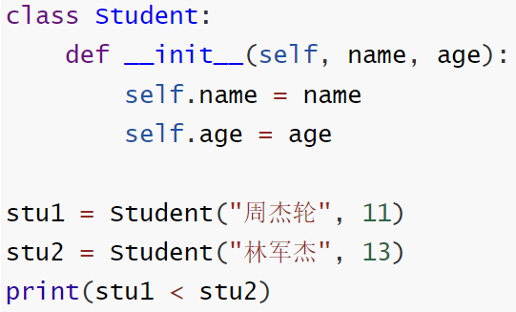 class Student:
    def __init__(self, name, age):
        self.name = name
        self.age = age

stu1 = Student("周杰轮", 11)
stu2 = Student("林军杰", 13)
print(stu1 < stu2)